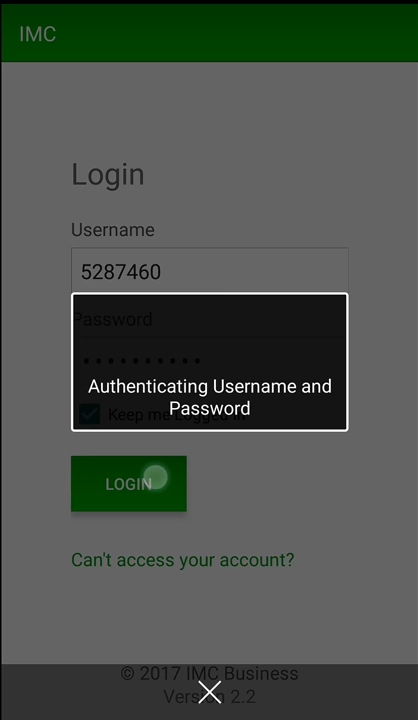 IMC
Login
Username
5287460
Password
Authenticating Username and
Password
Keep me Logged in
LOGIN
Can't access your account?
© 2017 IMC Business
Version 2.2